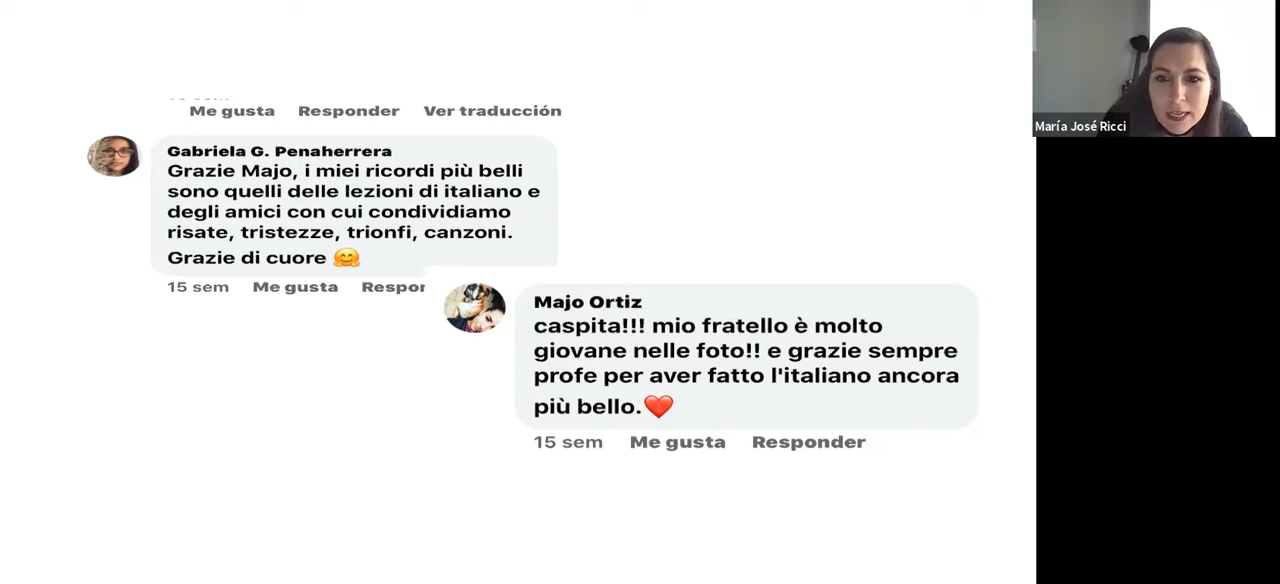 Me gusta Responder Ver traducción
Gabriela G. Penaherrera
Grazie Majo, i miei ricordi più belli
sono quelli delle lezioni di italiano e
degli amici con cui condividiamo
risate, tristezze, trionfi, canzoni.
Grazie di cuore 🤗
15 sem Me gusta Respon
Majo Ortiz
caspita!!! mio fratello è molto
giovane nelle foto!! e grazie sempre
profe per aver fatto l'italiano ancora
più bello.❤️
15 sem Me gusta Responder
María José Ricci